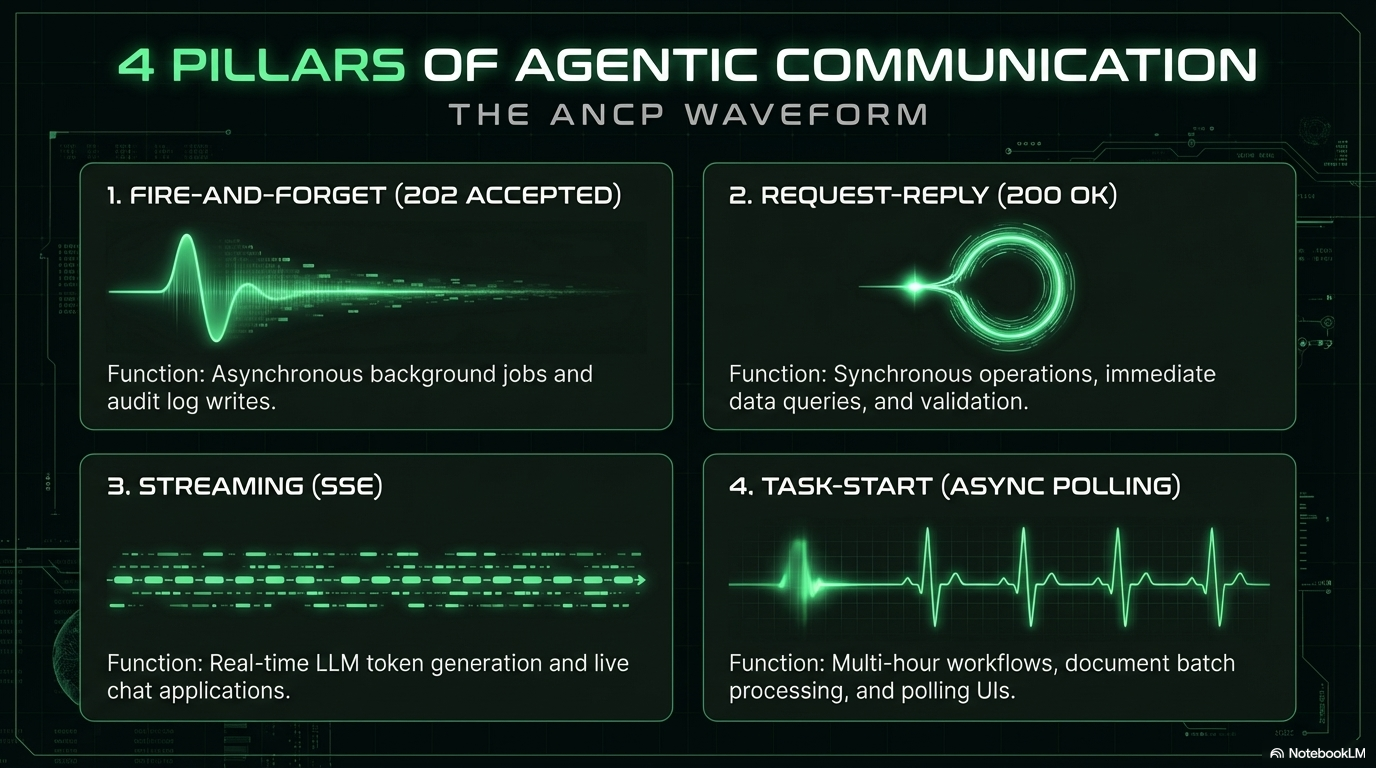 4 PILLARS OF AGENTIC COMMUNICATION
THE ANCP WAVEFORM
1. FIRE-AND-FORGET (202 ACCEPTED)
Function: Asynchronous background jobs and
audit log writes.
2. REQUEST-REPLY (200 OK)
Function: Synchronous operations, immediate
data queries, and validation.
3. STREAMING (SSE)
Function: Real-time LLM token generation and live
chat applications.
4. TASK-START (ASYNC POLLING)
Function: Multi-hour workflows, document batch
processing, and polling UIs.
NotebookLM